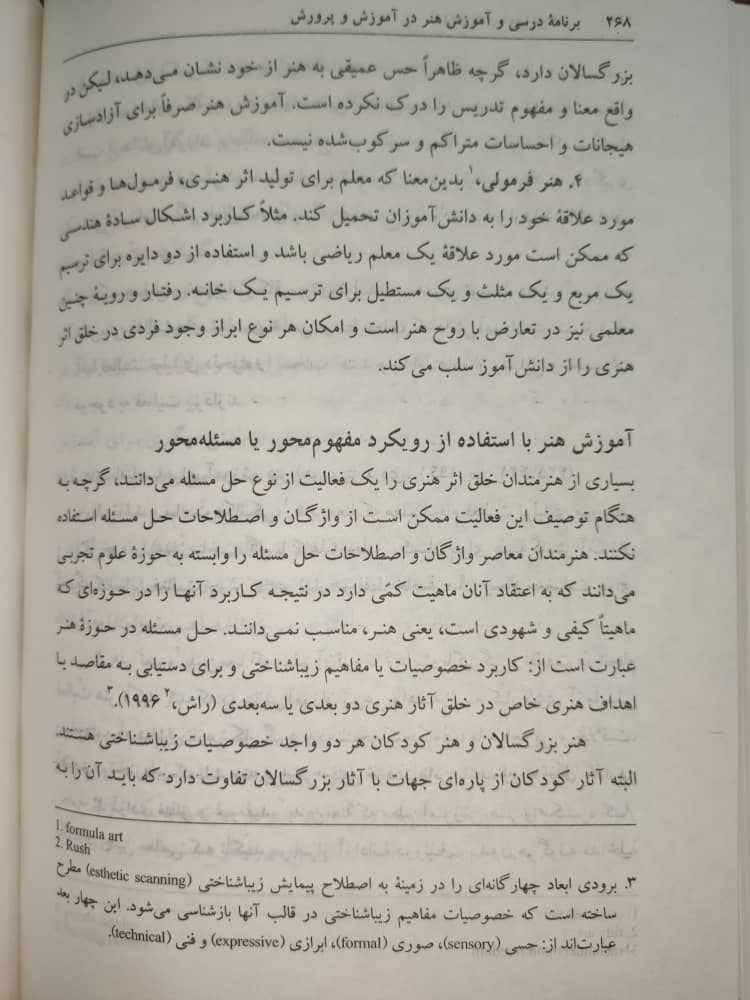 ۲۶۸ برنامهٔ درسی و آموزش هنر در آموزش و پرورش
بزرگسالان دارد، گرچه ظاهراً حس عمیقی به هنر از خود نشان می‌دهد، لیکن در
واقع معنا و مفهوم تدریس را درک نکرده است. آموزش هنر صرفاً برای آزادسازی
هیجانات و احساسات متراکم و سرکوب‌شده نیست.
۴. هنر فرمولی،۱ بدین‌معنا که معلم برای تولید اثر هنری، فرمول‌ها و قواعد
مورد علاقهٔ خود را به دانش‌آموزان تحمیل کند. مثلاً کاربرد اشکال سادهٔ هندسی
که ممکن است مورد علاقهٔ یک معلم ریاضی باشد و استفاده از دو دایره برای ترسیم
یک مربع و یک مثلث و یک مستطیل برای ترسیم یک خانه. رفتار و رویهٔ چنین
معلمی نیز در تعارض با روح هنر است و امکان هر نوع ابراز وجود فردی در خلق اثر
هنری را از دانش‌آموز سلب می‌کند.
آموزش هنر با استفاده از رویکرد مفهوم‌محور یا مسئله‌محور
بسیاری از هنرمندان خلق اثر هنری را یک فعالیت از نوع حل مسئله می‌دانند، گرچه به
هنگام توصیف این فعالیت ممکن است از واژگان و اصطلاحات حل مسئله استفاده
نکنند. هنرمندان معاصر واژگان و اصطلاحات حل مسئله را وابسته به حوزهٔ علوم تجربی
می‌دانند که به اعتقاد آنان ماهیت کمّی دارد در نتیجه کاربرد آنها را در حوزه‌ای که
ماهیتاً کیفی و شهودی است، یعنی هنر، مناسب نمی‌دانند. حل مسئله در حوزهٔ هنر
عبارت است از: کاربرد خصوصیات یا مفاهیم زیباشناختی و برای دستیابی به مقاصد یا
اهداف هنری خاص در خلق آثار هنری دو بعدی یا سه‌بعدی (راش،۲ ۱۹۹۶).۳
هنر بزرگسالان و هنر کودکان هر دو واجد خصوصیات زیباشناختی هستند.
البته آثار کودکان از پاره‌ای جهات با آثار بزرگسالان تفاوت دارد که باید آن را به
1. formula art
2. Rush
۳. برودی ابعاد چهارگانه‌ای را در زمینهٔ به اصطلاح پیمایش زیباشناختی (esthetic scanning) مطرح
ساخته است که خصوصیات مفاهیم زیباشناختی در قالب آنها بازشناسی می‌شود. این چهار بعد
عبارت‌اند از: حسی (sensory)، صوری (formal)، ابرازی (expressive) و فنی (technical).